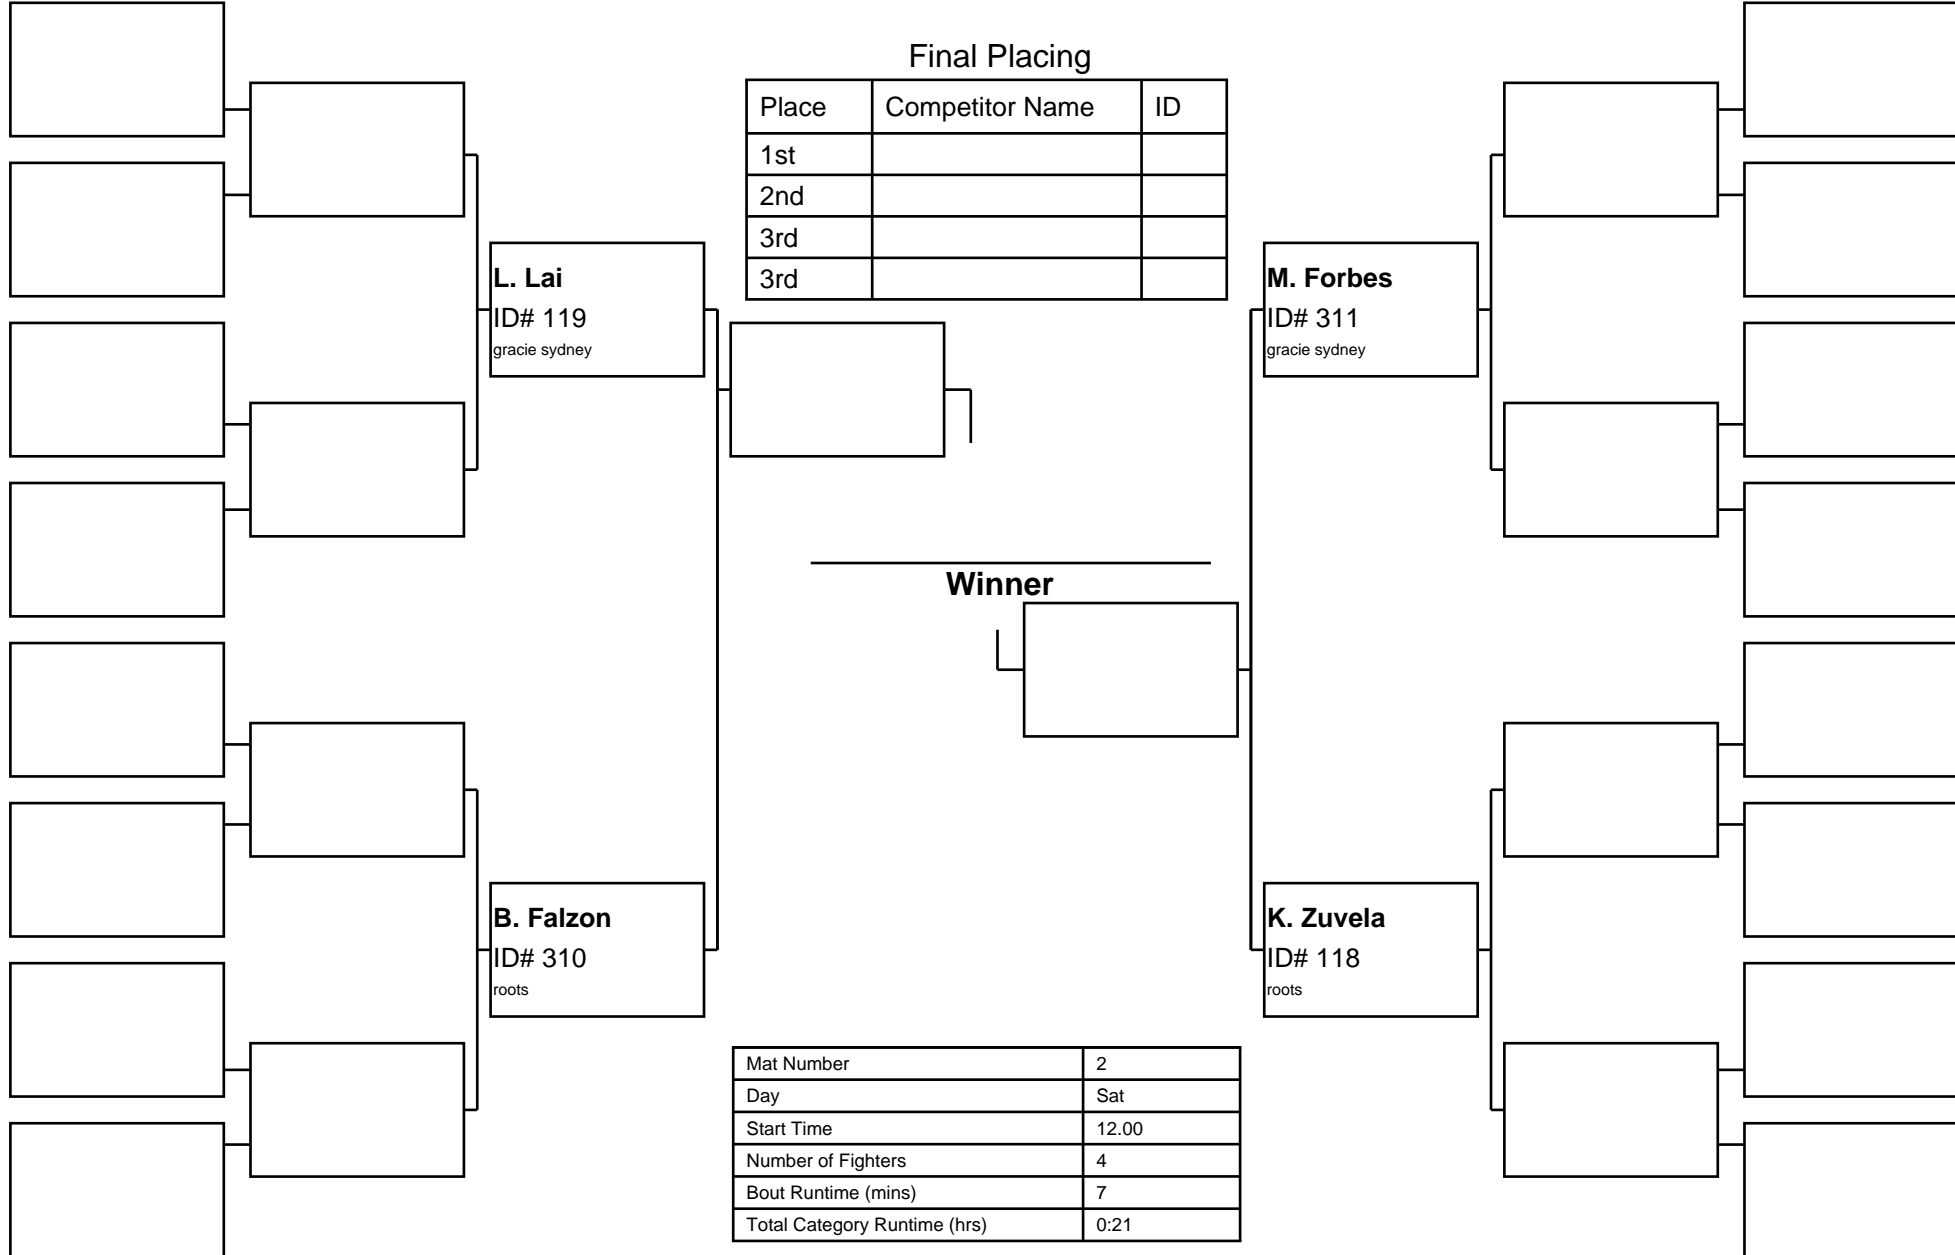 Final Placing
Place Competitor Name ID
1st
2nd
3rd
3rd
L. Lai
ID# 119
gracie sydney
M. Forbes
ID# 311
gracie sydney
Winner
B. Falzon
ID# 310
roots
K. Zuvela
ID# 118
roots
Mat Number 2
Day Sat
Start Time 12.00
Number of Fighters 4
Bout Runtime (mins) 7
Total Category Runtime (hrs) 0:21